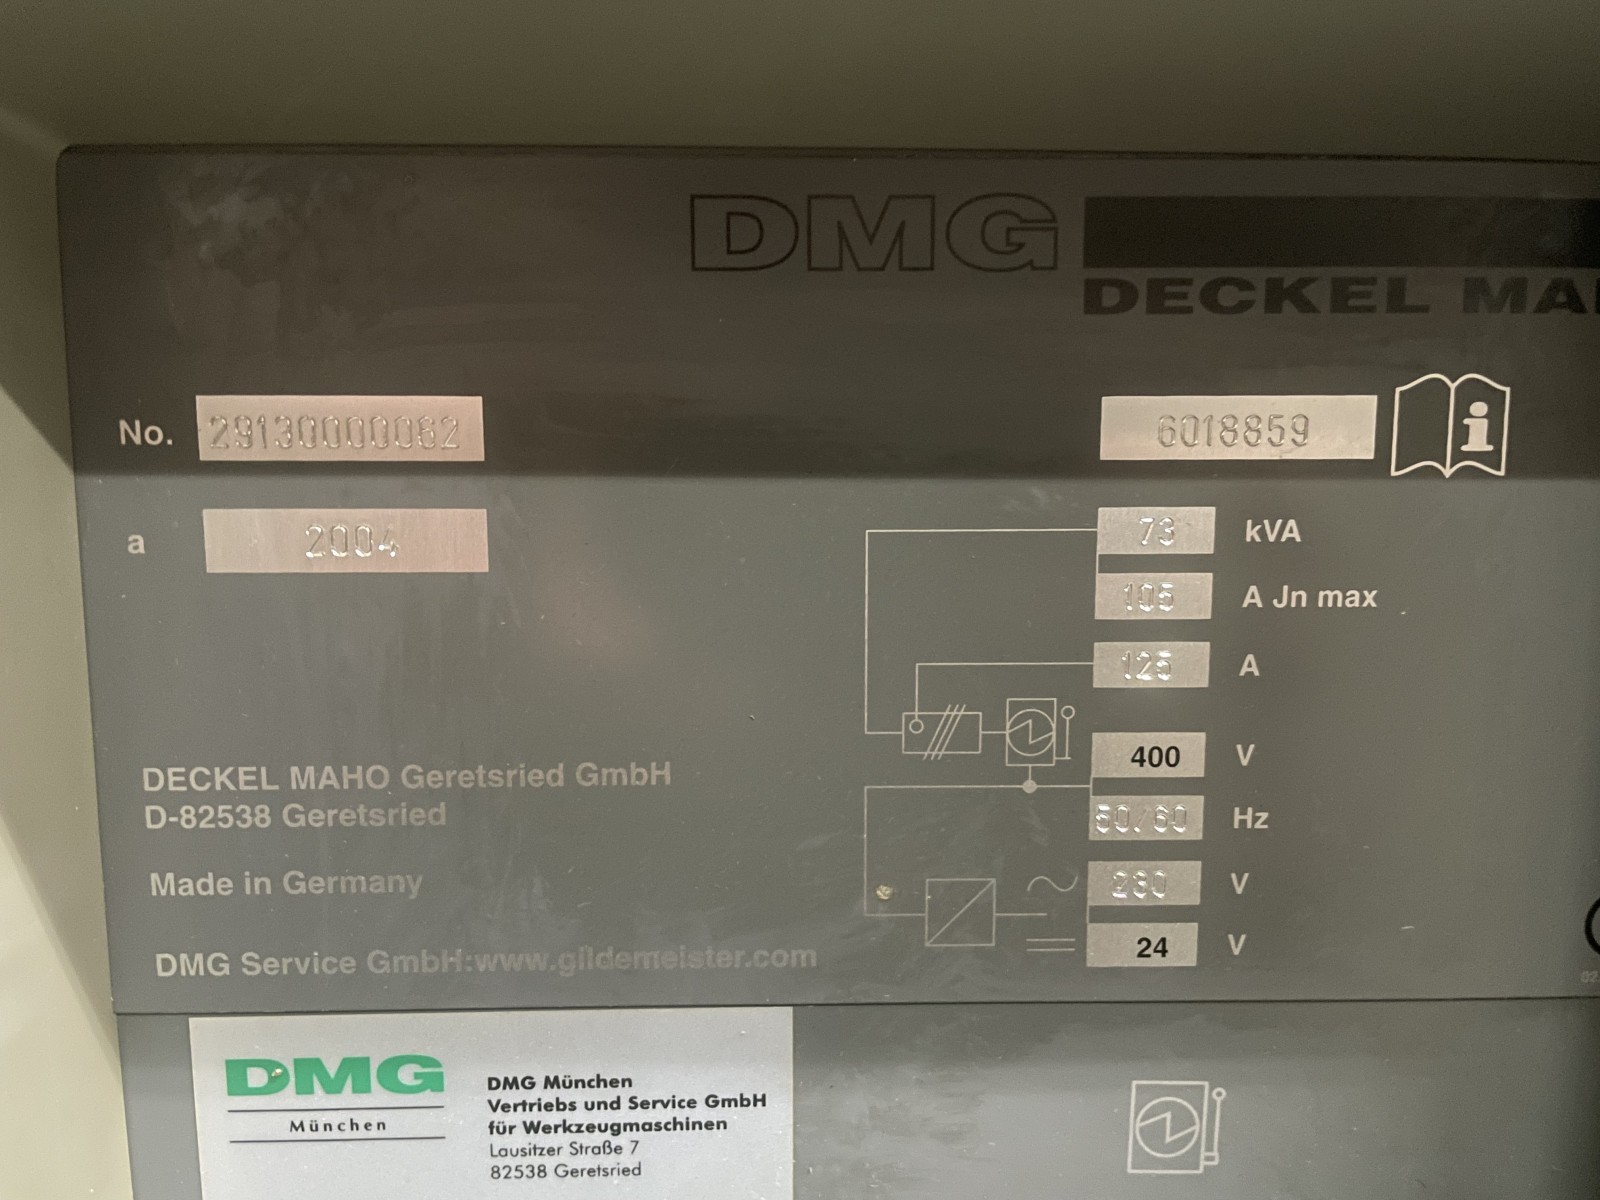 DMG
DECKEL MA
No. 29130000062
6018859
a 2004
73 kVA
105 A Jn max
125 A
400 V
50/60 Hz
230 V
24 V
DECKEL MAHO Geretsried GmbH
D-82538 Geretsried
Made in Germany
DMG Service GmbH:www.gildemeister.com
DMG
München
DMG München
Vertriebs und Service GmbH
für Werkzeugmaschinen
Lausitzer Straße 7
82538 Geretsried